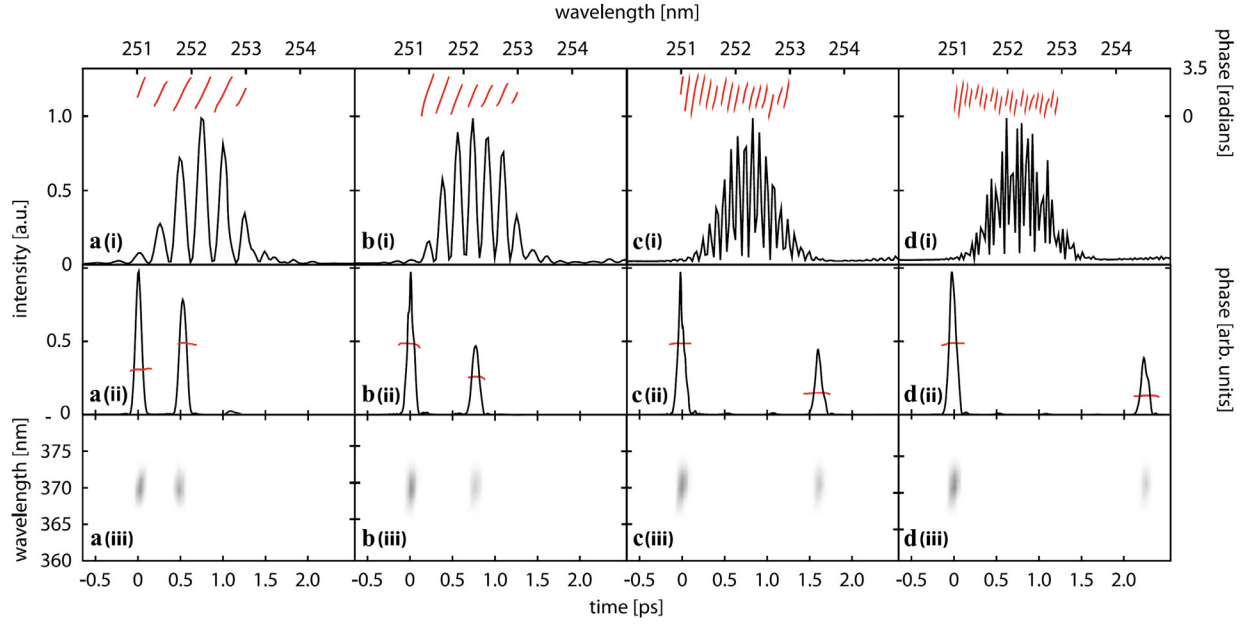 wavelength [nm]
251 252 253 254 251 252 253 254 251 252 253 254 251 252 253 254
3.5
0
phase [radians]
1.0
0.5
0
intensity [a.u.]
a (i) b (i) c (i) d (i)
0.5
0
phase [arb. units]
a (ii) b (ii) c (ii) d (ii)
375
370
365
360
wavelength [nm]
a (iii) b (iii) c (iii) d (iii)
-0.5 0 0.5 1.0 1.5 2.0 -0.5 0 0.5 1.0 1.5 2.0 -0.5 0 0.5 1.0 1.5 2.0 -0.5 0 0.5 1.0 1.5 2.0
time [ps]